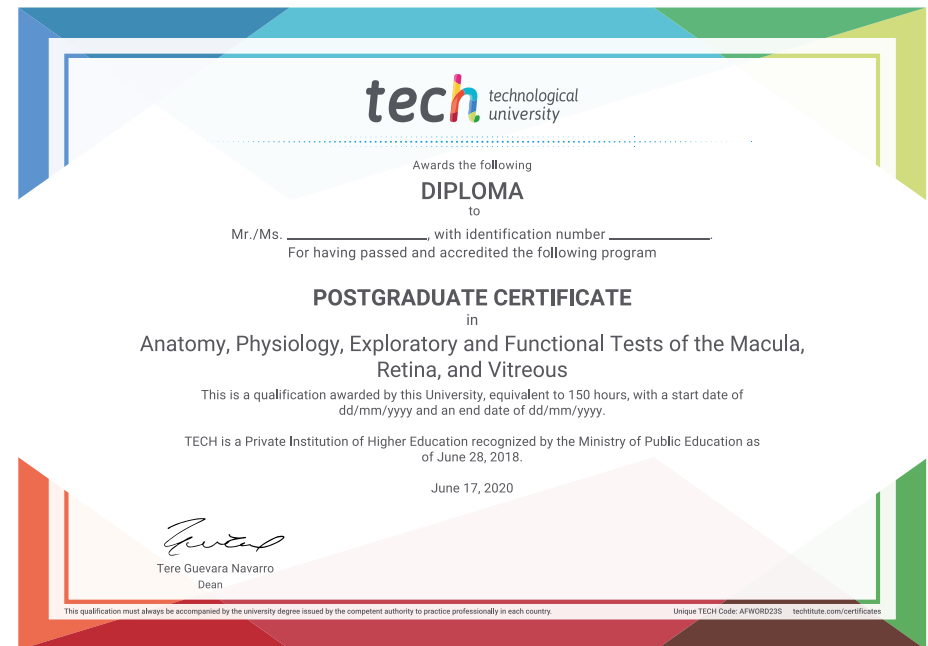 tech technological
university
Awards the following
DIPLOMA
to
Mr./Ms. ____________________, with identification number ______________.
For having passed and accredited the following program
POSTGRADUATE CERTIFICATE
in
Anatomy, Physiology, Exploratory and Functional Tests of the Macula,
Retina, and Vitreous
This is a qualification awarded by this University, equivalent to 150 hours, with a start date of
dd/mm/yyyy and an end date of dd/mm/yyyy.
TECH is a Private Institution of Higher Education recognized by the Ministry of Public Education as
of June 28, 2018.
June 17, 2020
Tere Guevara Navarro
Dean
This qualification must always be accompanied by the university degree issued by the competent authority to practice professionally in each country.
Unique TECH Code: AFWORD23S techtitute.com/certificates